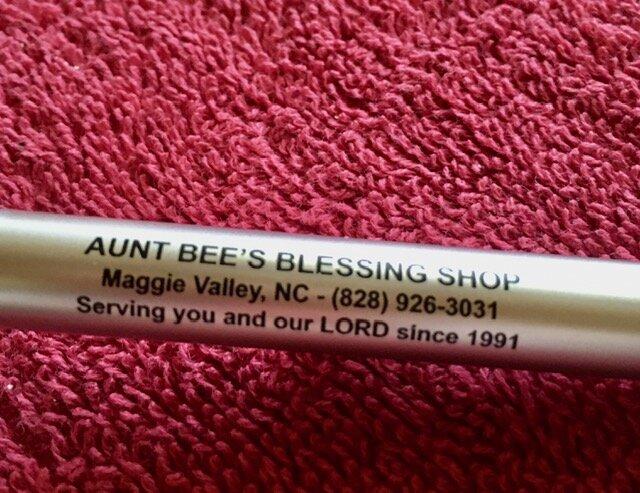 AUNT BEE'S BLESSING SHOP
Maggie Valley, NC - (828) 926-3031
Serving you and our LORD since 1991